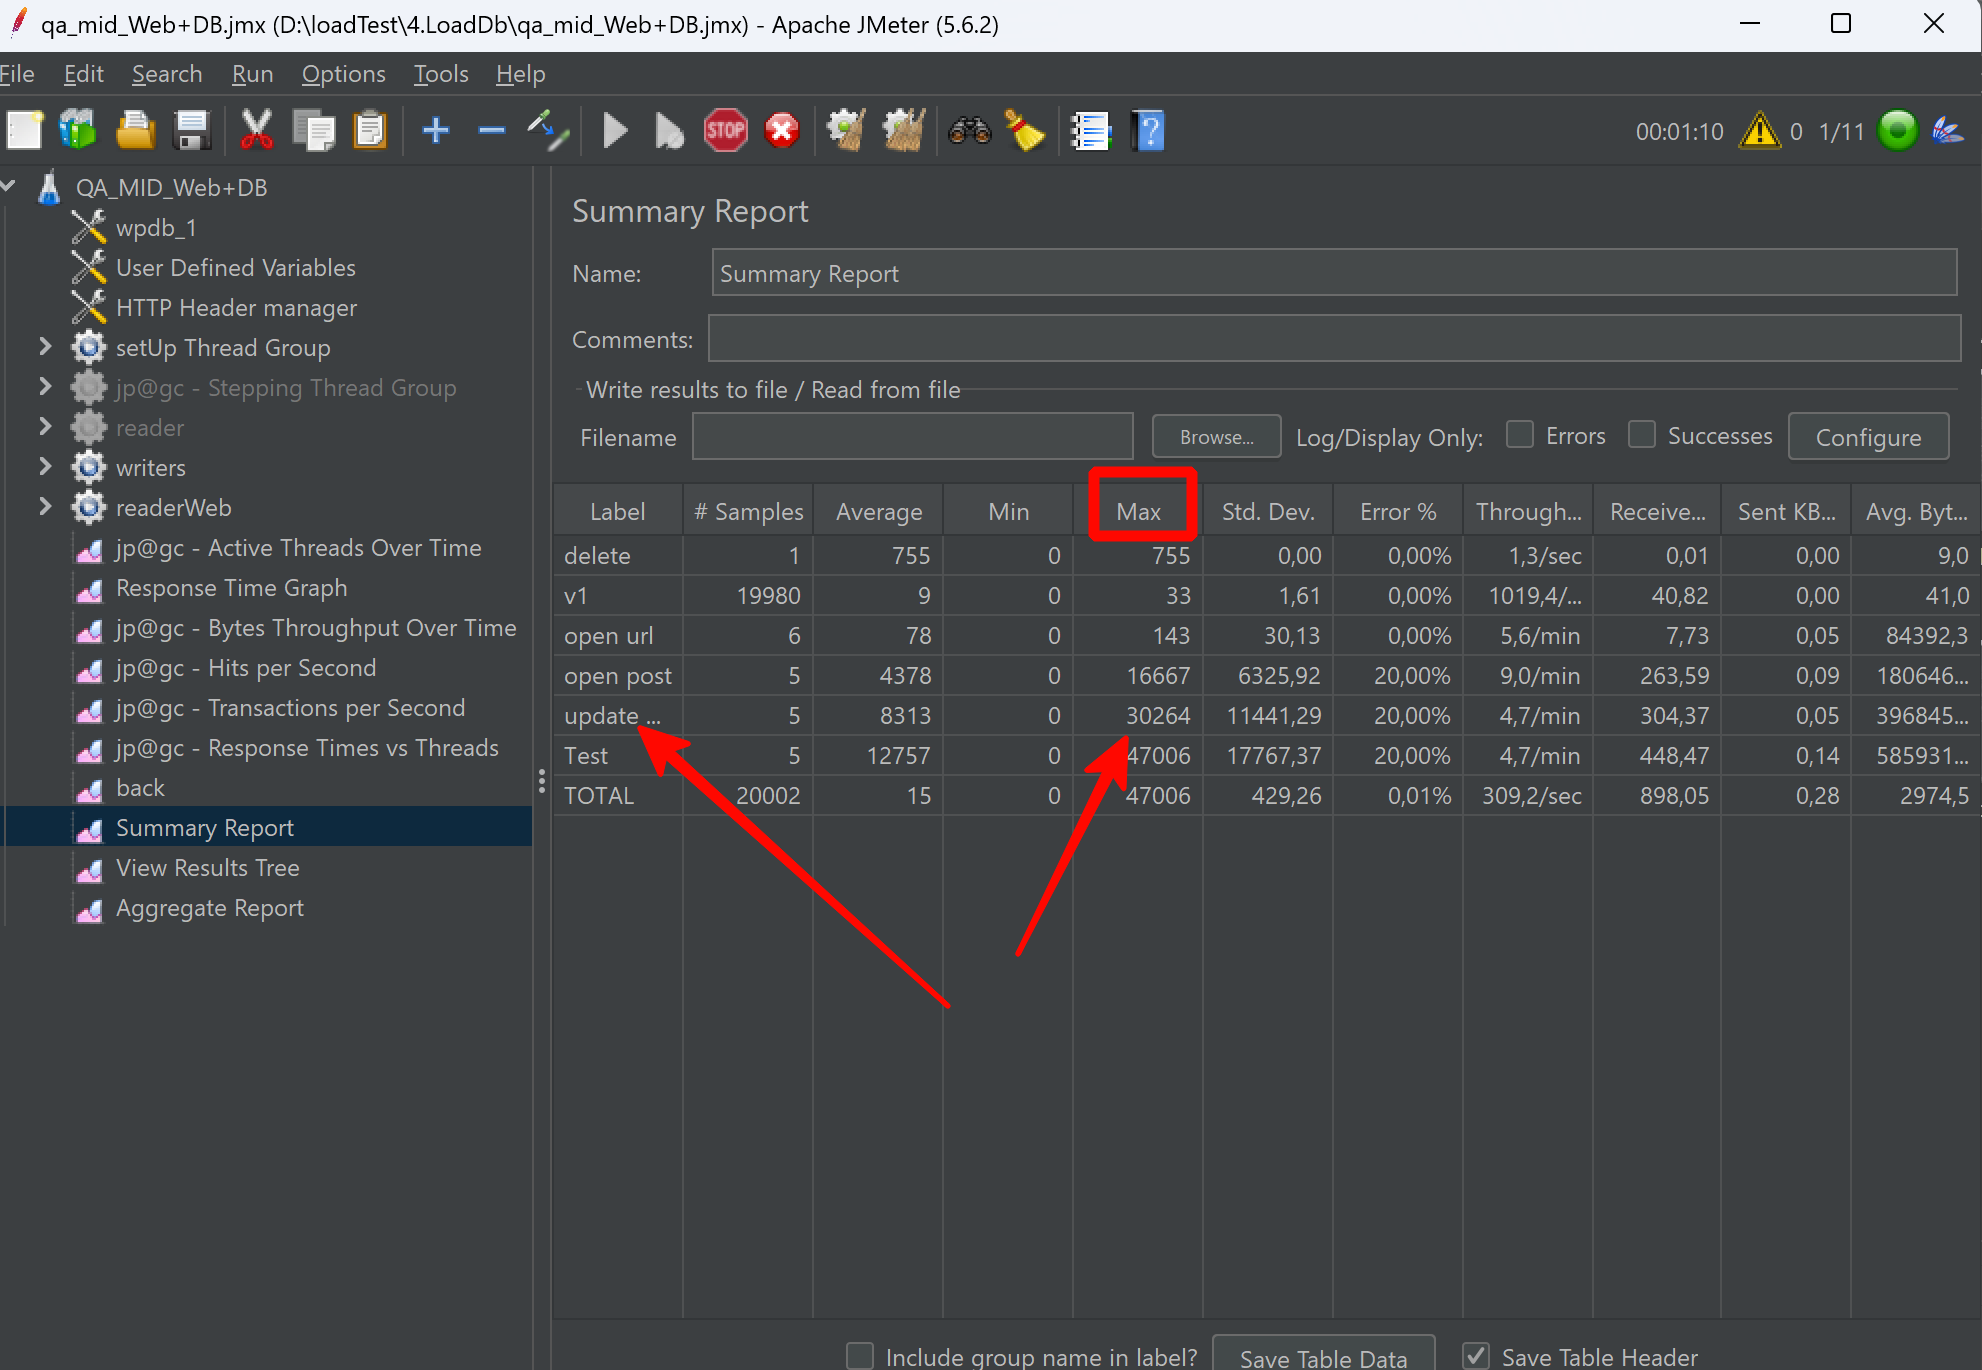 qa_mid_Web+DB.jmx (D:\loadTest\4.LoadDb\qa_mid_Web+DB.jmx) - Apache JMeter (5.6.2)
File Edit Search Run Options Tools Help
STOP
?
00:01:10 0 1/11
QA_MID_Web+DB
wpdb_1
User Defined Variables
HTTP Header manager
setUp Thread Group
jp@gc - Stepping Thread Group
reader
writers
readerWeb
jp@gc - Active Threads Over Time
Response Time Graph
jp@gc - Bytes Throughput Over Time
jp@gc - Hits per Second
jp@gc - Transactions per Second
jp@gc - Response Times vs Threads
back
Summary Report
View Results Tree
Aggregate Report
Summary Report
Name: Summary Report
Comments:
Write results to file / Read from file
Filename Browse... Log/Display Only: Errors Successes Configure
Label # Samples Average Min Max Std. Dev. Error % Through... Receive... Sent KB... Avg. Byt...
delete 1 755 0 755 0,00 0,00% 1,3/sec 0,01 0,00 9,0
v1 19980 9 0 33 1,61 0,00% 1019,4/... 40,82 0,00 41,0
open url 6 78 0 143 30,13 0,00% 5,6/min 7,73 0,05 84392,3
open post 5 4378 0 16667 6325,92 20,00% 9,0/min 263,59 0,09 180646...
update ... 5 8313 0 30264 11441,29 20,00% 4,7/min 304,37 0,05 396845...
Test 5 12757 0 47006 17767,37 20,00% 4,7/min 448,47 0,14 585931...
TOTAL 20002 15 0 47006 429,26 0,01% 309,2/sec 898,05 0,28 2974,5
Include group name in label? Save Table Data Save Table Header